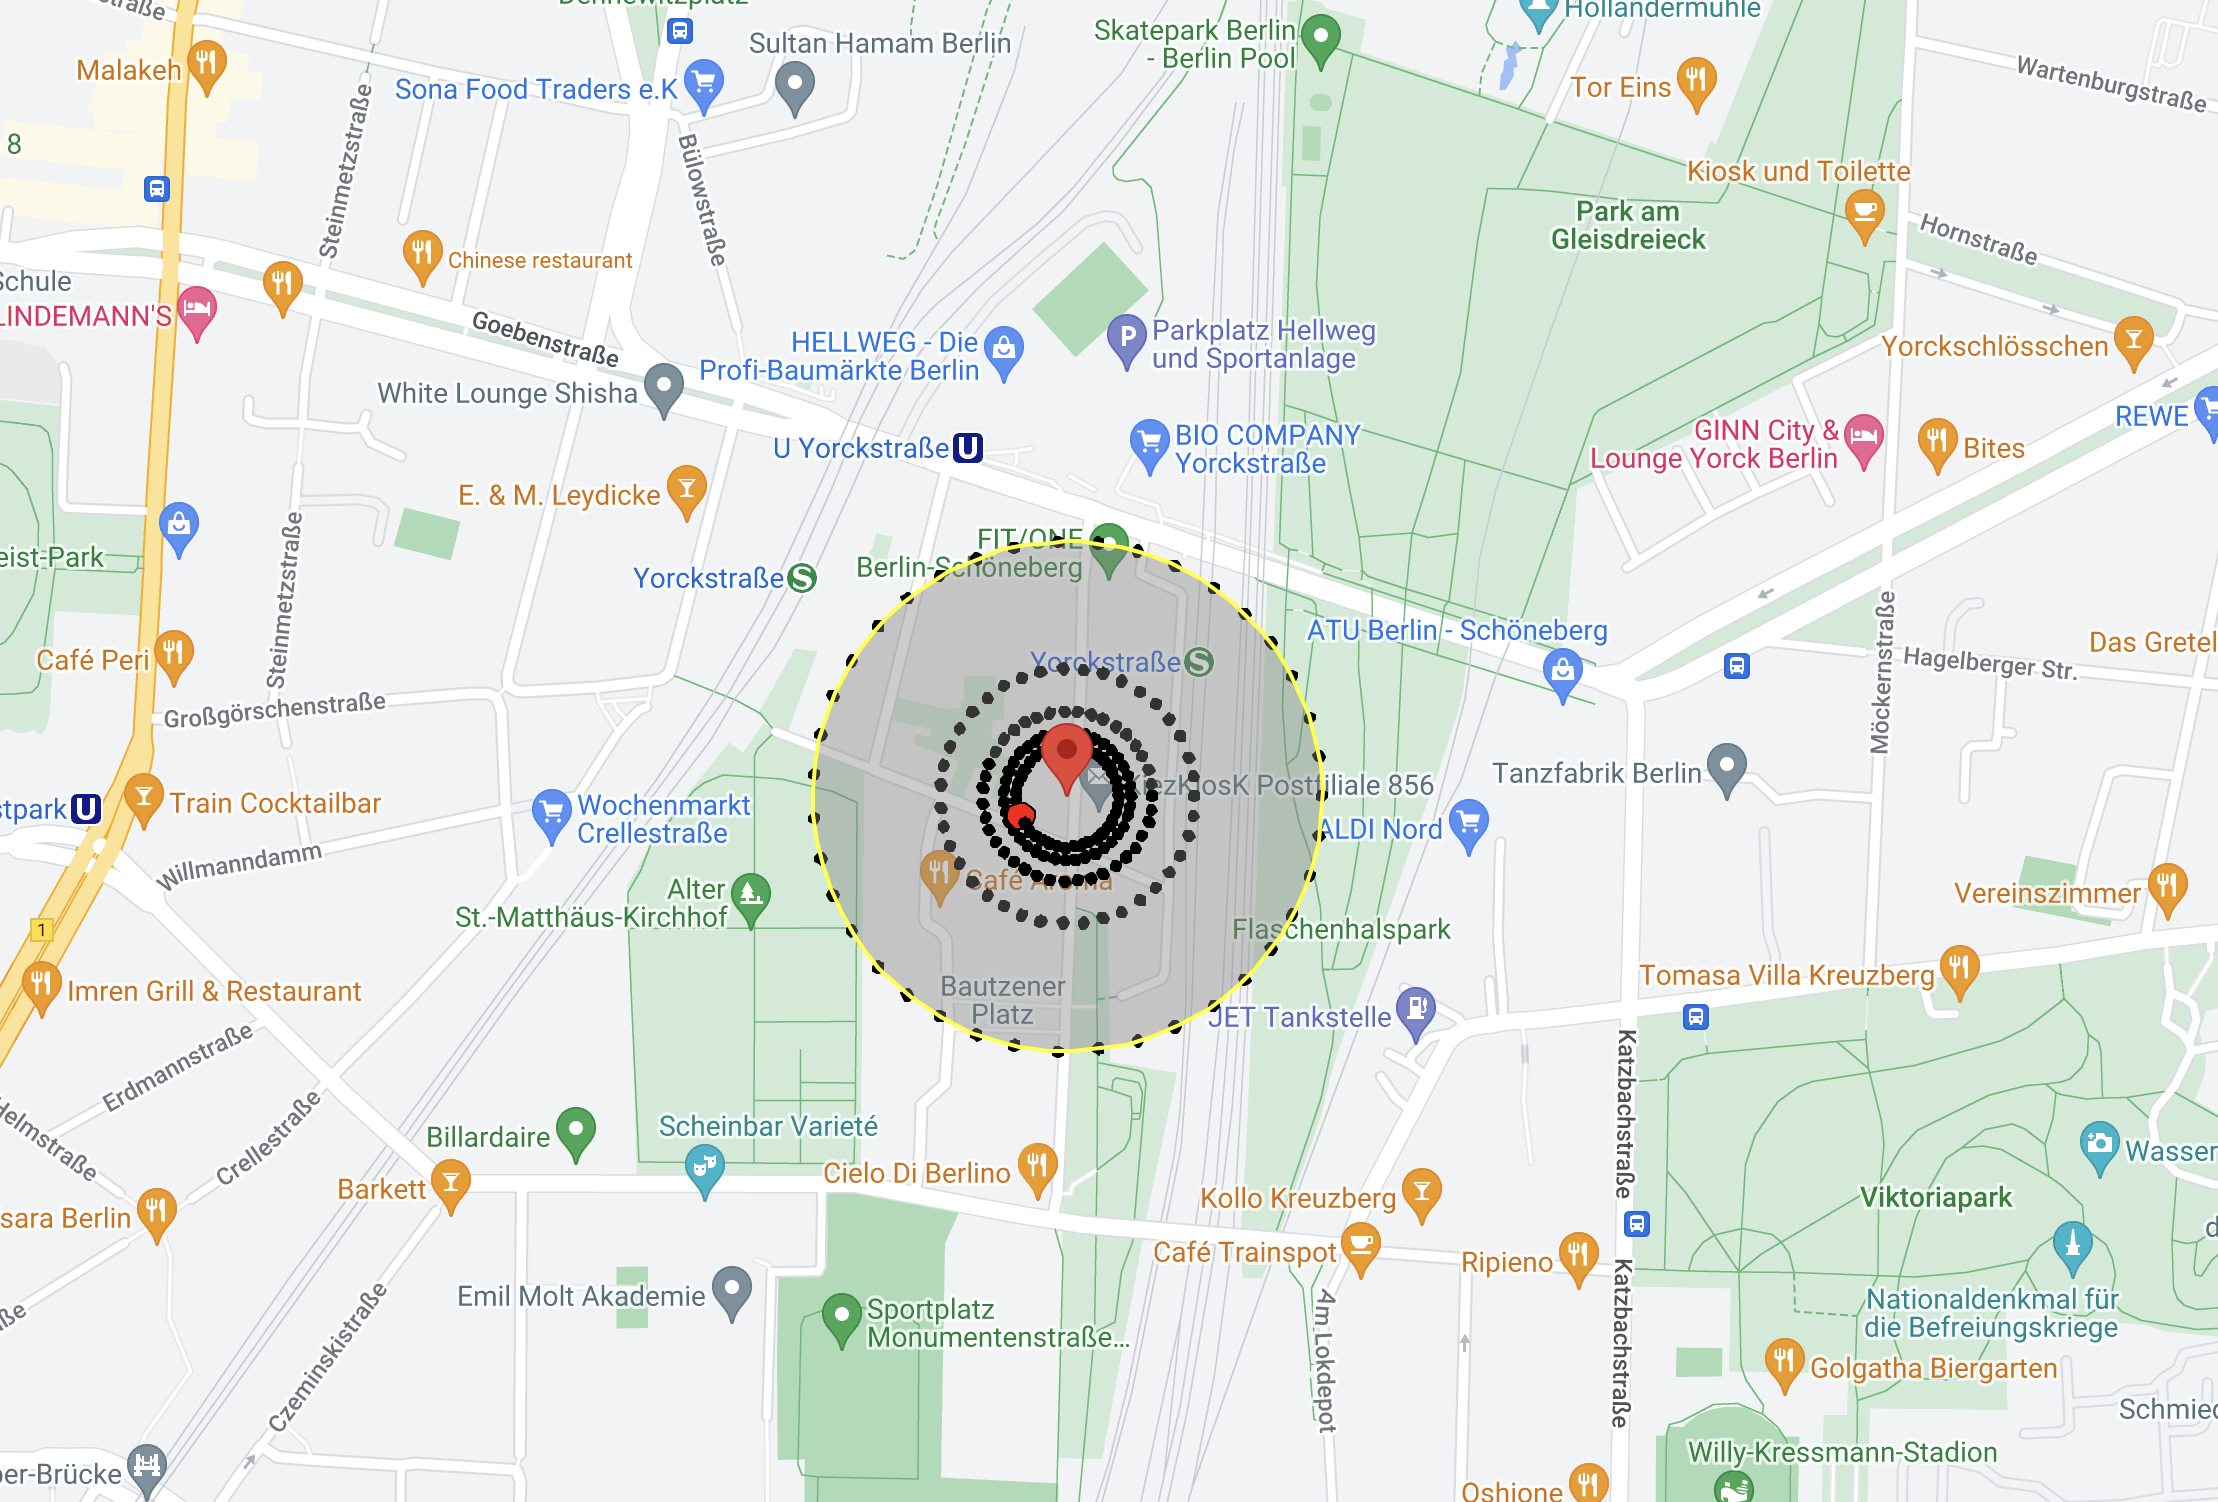 Malakeh
8
Steinmetzstraße
Sona Food Traders e.K
Sultan Hamam Berlin
Bülowstraße
Skatepark Berlin
- Berlin Pool
Holländermühle
Tor Eins
Wartenburgstraße
Kiosk und Toilette
Park am
Gleisdreieck
Hornstraße
Chinese restaurant
Schule
LINDEMANN'S
Goebenstraße
HELLWEG - Die
Profi-Baumärkte Berlin
P
Parkplatz Hellweg
und Sportanlage
Yorckschlösschen
White Lounge Shisha
REWE
U Yorckstraße
U
BIO COMPANY
Yorckstraße
GINN City &
Lounge Yorck Berlin
Bites
E. & M. Leydicke
FIT/ONE
Berlin-Schöneberg
eist-Park
Yorckstraße
S
Steinmetzstraße
ATU Berlin - Schöneberg
Möckernstraße
Das Gretel
Hagelberger Str.
Café Peri
Yorckstraße
S
Großgörschenstraße
KiezKiosK Postfiliale 856
Tanzfabrik Berlin
Train Cocktailbar
stpark
U
Wochenmarkt
Crellestraße
ALDI Nord
Willmanndamm
Café Aroma
Alter
St.-Matthäus-Kirchhof
Vereinszimmer
1
Flaschenhalspark
Imren Grill & Restaurant
Bautzener
Platz
JET Tankstelle
Tomasa Villa Kreuzberg
Erdmannstraße
Katzbachstraße
Helmstraße
Crellestraße
Billardaire
Scheinbar Varieté
Wasser
Barkett
Cielo Di Berlino
Kollo Kreuzberg
Viktoriapark
sara Berlin
Café Trainspot
Ripieno
Katzbachstraße
Emil Molt Akademie
Sportplatz
Monumentenstraße...
Am Lokdepot
Nationaldenkmal für
die Befreiungskriege
Czeminskistraße
Golgatha Biergarten
Schmied
Willy-Kressmann-Stadion
per-Brücke
Oshione